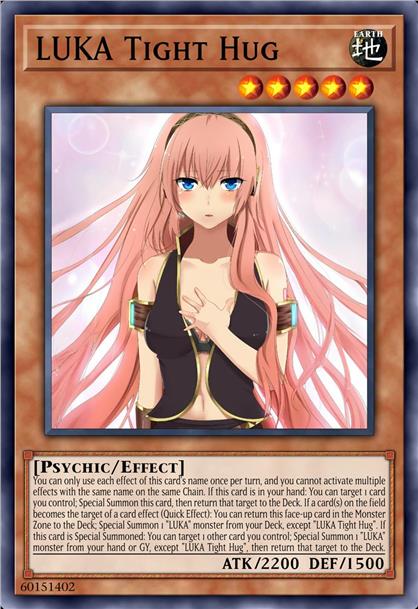 LUKA Tight Hug
EARTH
地
[Psychic/Effect]
You can only use each effect of this card's name once per turn, and you cannot activate multiple
effects with the same name on the same Chain. If this card is in your hand: You can target 1 card
you control; Special Summon this card, then return that target to the Deck. If a card(s) on the field
becomes the target of a card effect (Quick Effect): You can return this face-up card in the Monster
Zone to the Deck; Special Summon 1 "LUKA" monster from your Deck, except "LUKA Tight Hug". If
this card is Special Summoned: You can target 1 other card you control; Special Summon 1 "LUKA"
monster from your hand or GY, except "LUKA Tight Hug", then return that target to the Deck.
ATK/2200 DEF/1500
60151402